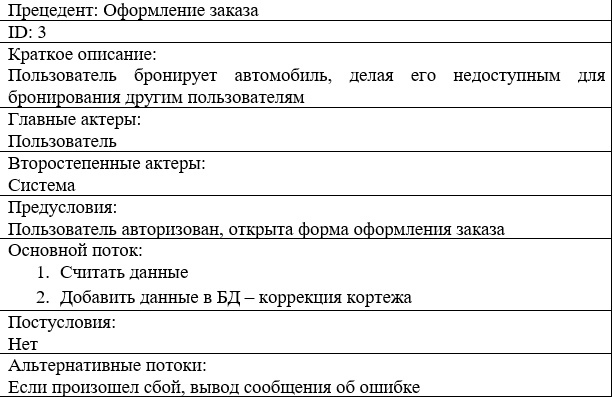 Прецедент: Оформление заказа
ID: 3
Краткое описание:
Пользователь бронирует автомобиль, делая его недоступным для
бронирования другим пользователям
Главные актеры:
Пользователь
Второстепенные актеры:
Система
Предусловия:
Пользователь авторизован, открыта форма оформления заказа
Основной поток:
1. Считать данные
2. Добавить данные в БД – коррекция кортежа
Постусловия:
Нет
Альтернативные потоки:
Если произошел сбой, вывод сообщения об ошибке